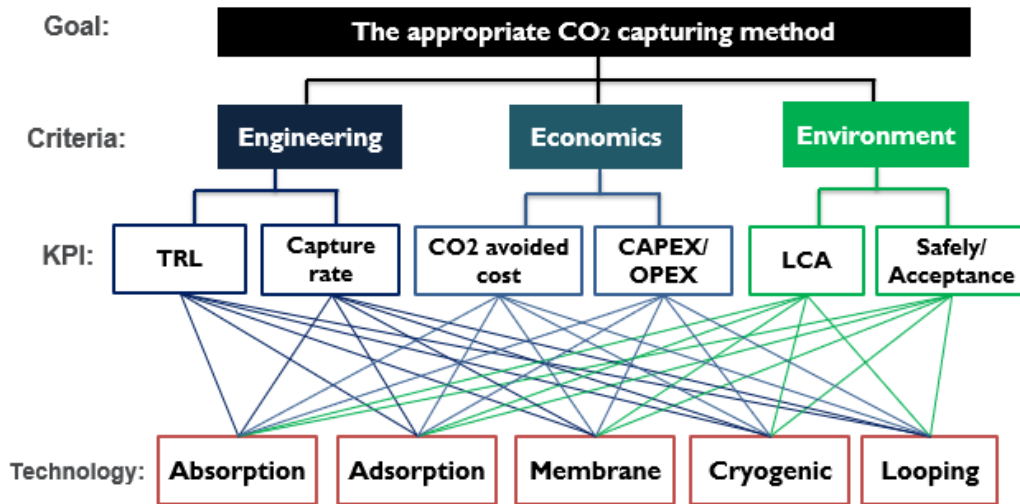 Goal:
The appropriate CO₂ capturing method
Criteria:
Engineering
Economics
Environment
KPI:
TRL
Capture
rate
CO2 avoided
cost
CAPEX/
OPEX
LCA
Safely/
Acceptance
Technology:
Absorption
Adsorption
Membrane
Cryogenic
Looping